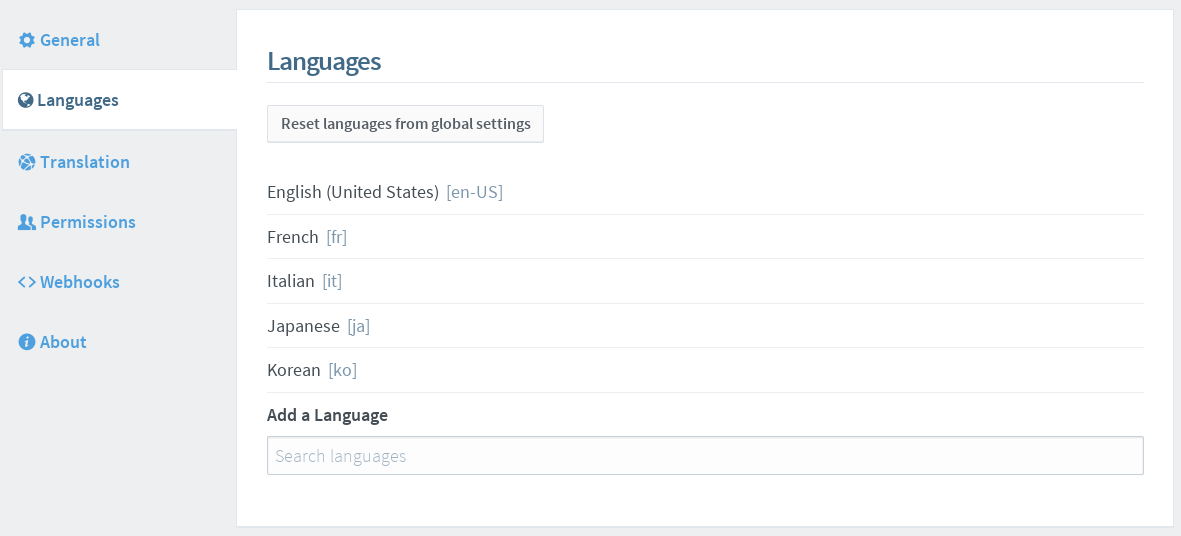 General
Languages
Translation
Permissions
Webhooks
About
Languages
Reset languages from global settings
English (United States) [en-US]
French [fr]
Italian [it]
Japanese [ja]
Korean [ko]
Add a Language
Search languages